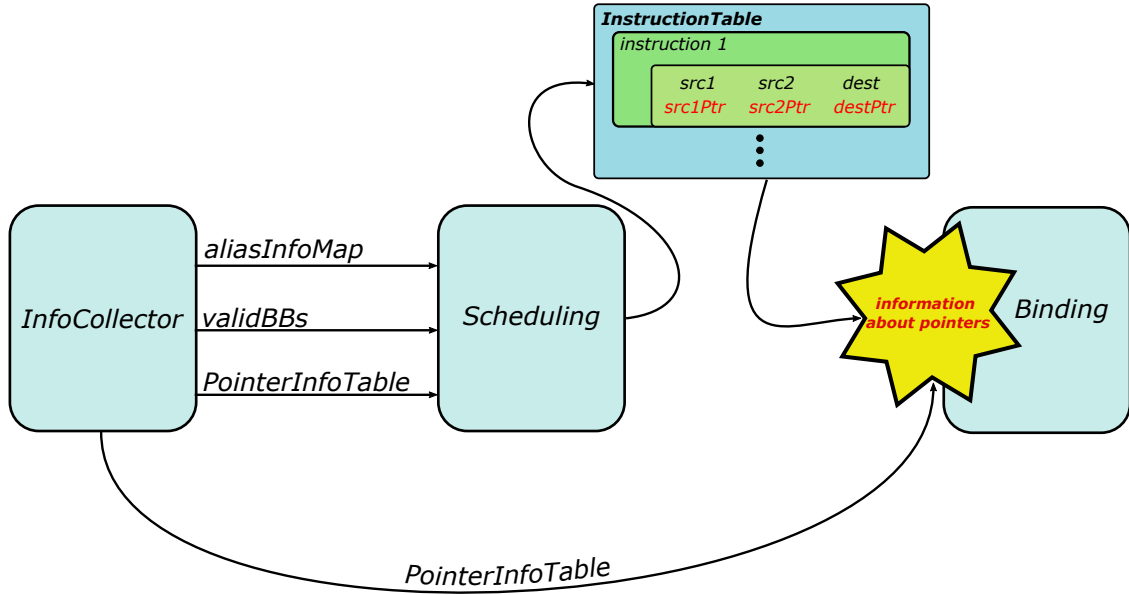 InstructionTable
instruction 1
src1 src2 dest
src1Ptr src2Ptr destPtr
InfoCollector
aliasInfoMap
validBBs
PointerInfoTable
Scheduling
information
about pointers
Binding
PointerInfoTable